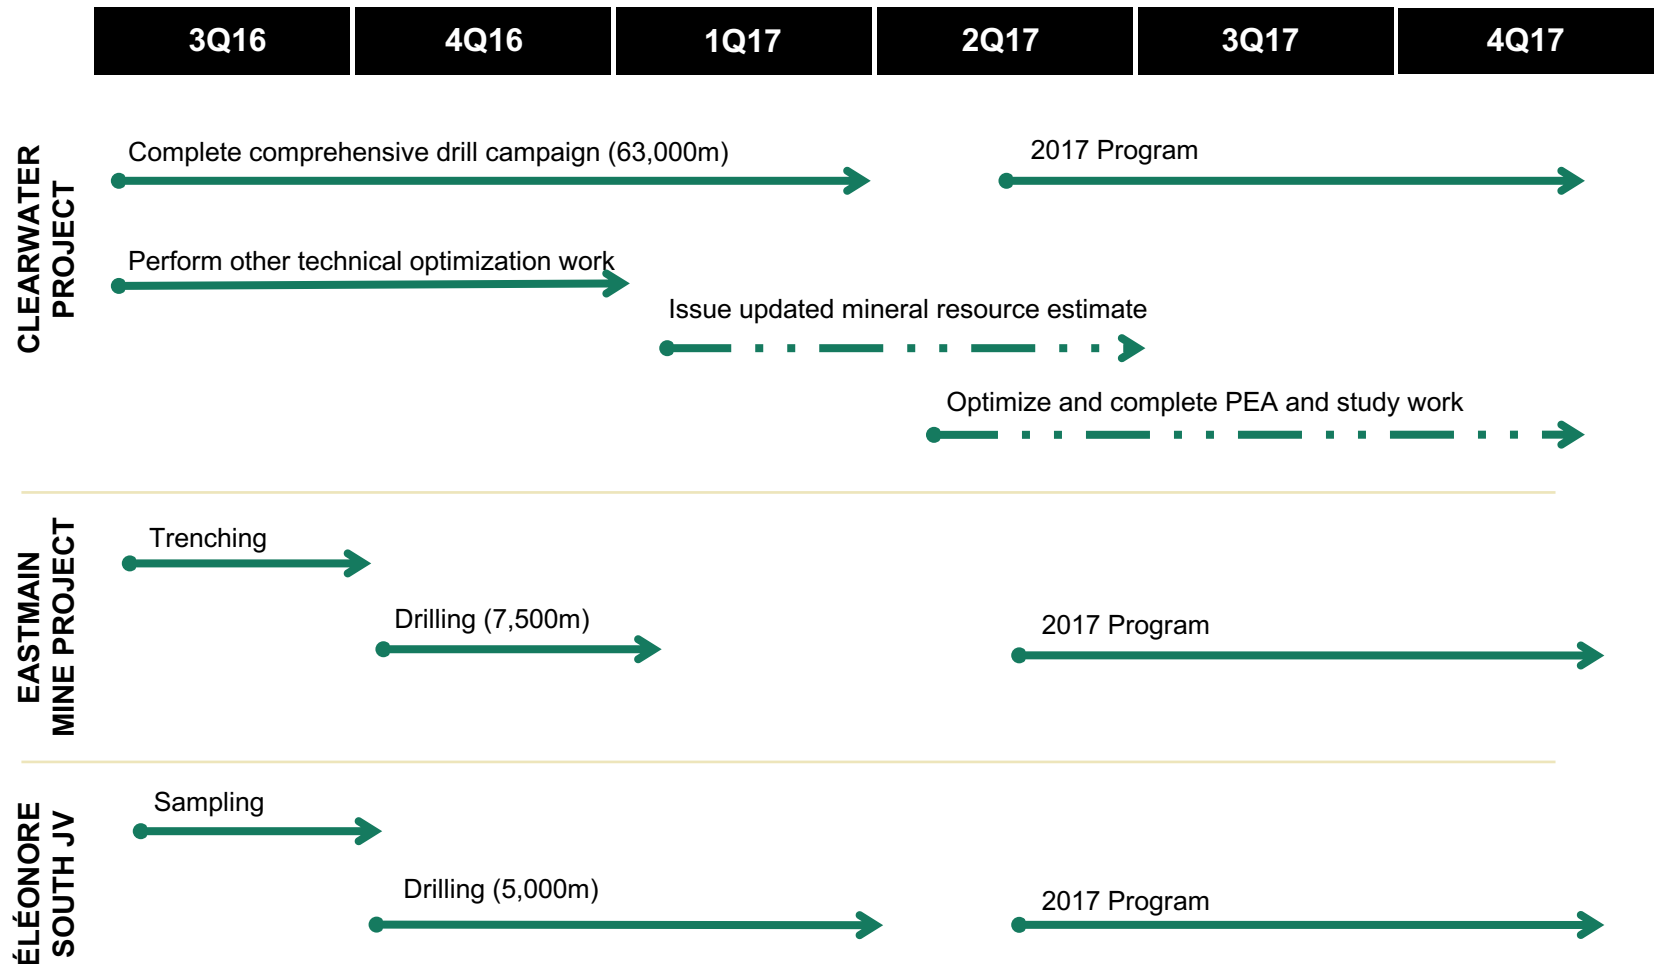 3Q16 4Q16 1Q17 2Q17 3Q17 4Q17
CLEARWATER
PROJECT
Complete comprehensive drill campaign (63,000m)
2017 Program
Perform other technical optimization work
Issue updated mineral resource estimate
Optimize and complete PEA and study work
EASTMAIN
MINE PROJECT
Trenching
Drilling (7,500m)
2017 Program
ÉLÉONORE
SOUTH JV
Sampling
Drilling (5,000m)
2017 Program